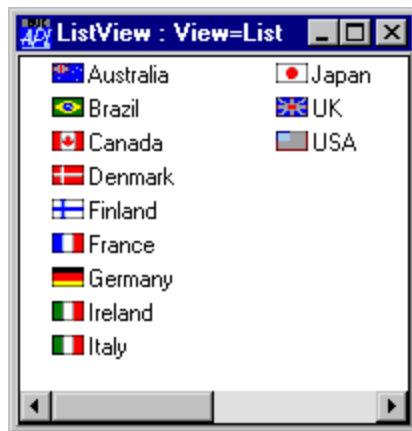 ListView : View=List
Australia
Brazil
Canada
Denmark
Finland
France
Germany
Ireland
Italy
Japan
UK
USA